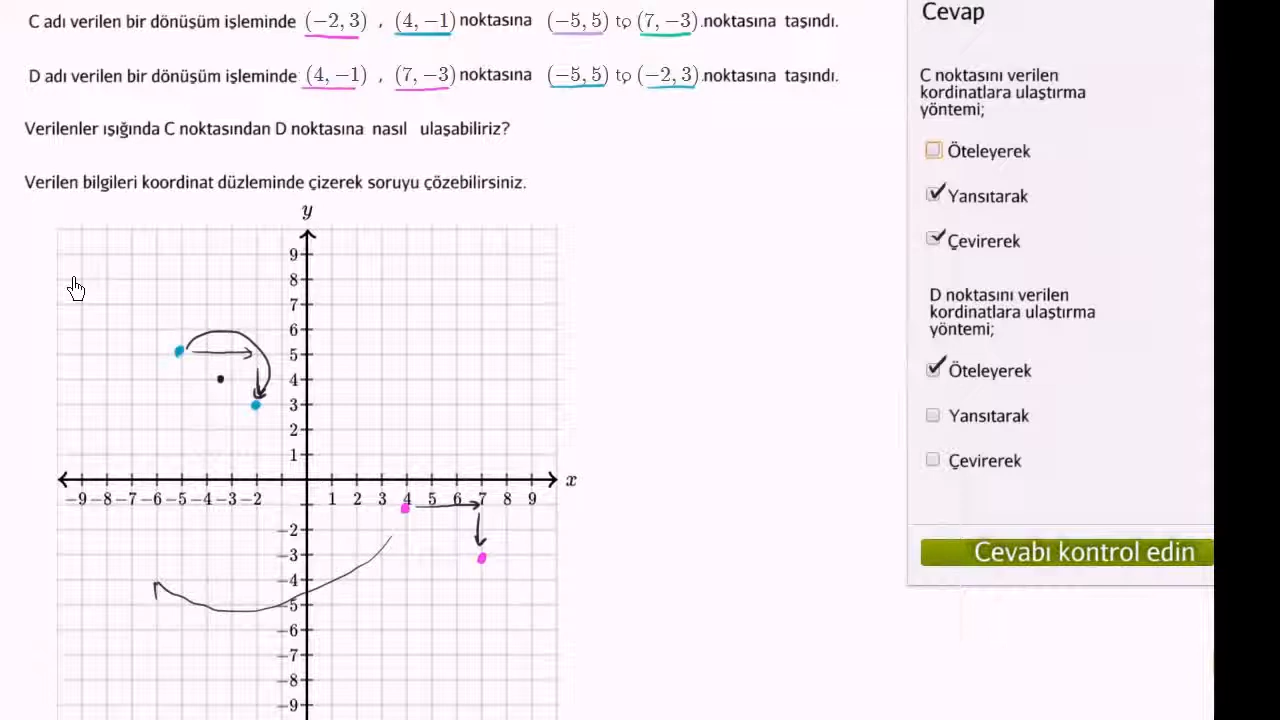 C adı verilen bir dönüşüm işleminde (−2, 3) , (4, −1) noktasına (−5, 5) to (7, −3).noktasına taşındı.
D adı verilen bir dönüşüm işleminde (4, −1) , (7, −3) noktasına (−5, 5) to (−2, 3).noktasına taşındı.
Verilenler ışığında C noktasından D noktasına nasıl ulaşabiliriz?
Verilen bilgileri koordinat düzleminde çizerek soruyu çözebilirsiniz.
y
9
8
7
6
5
4
3
2
1
−9 −8 −7 −6 −5 −4 −3 −2 1 2 3 4 5 6 7 8 9 x
−2
−3
−4
−5
−6
−7
−8
−9
Cevap
C noktasını verilen
kordinatlara ulaştırma
yöntemi;
Öteleyerek
Yansıtarak
Çevirerek
D noktasını verilen
kordinatlara ulaştırma
yöntemi;
Öteleyerek
Yansıtarak
Çevirerek
Cevabı kontrol edin